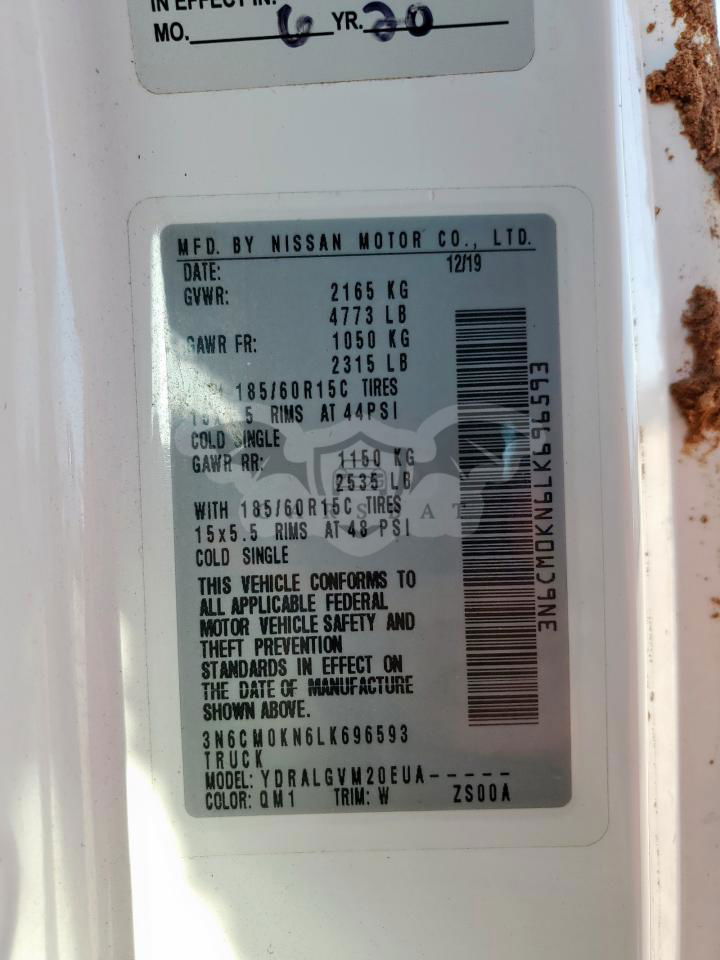 IN EFFECT IN:
MO. 6 YR. 20
MFD. BY NISSAN MOTOR CO., LTD.
DATE: 12/19
GVWR: 2165 KG
4773 LB
GAWR FR: 1050 KG
2315 LB
185/60R15C TIRES
RIMS AT 44PSI
COLD SINGLE
GAWR RR: 1150 KG
2535 LB
WITH 185/60R15C TIRES
15x5.5 RIMS AT 48 PSI
COLD SINGLE
THIS VEHICLE CONFORMS TO
ALL APPLICABLE FEDERAL
MOTOR VEHICLE SAFETY AND
THEFT PREVENTION
STANDARDS IN EFFECT ON
THE DATE OF MANUFACTURE
SHOWN ABOVE.
3N6CM0KN6LK696593
TRUCK
MODEL: YDRALGVM20EUA-----
COLOR: QM1 TRIM: W ZS00A
3N6CM0KN6LK696593